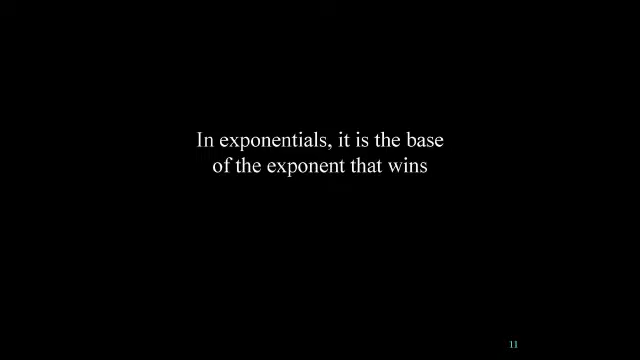 In exponentials, it is the base
of the exponent that wins
11